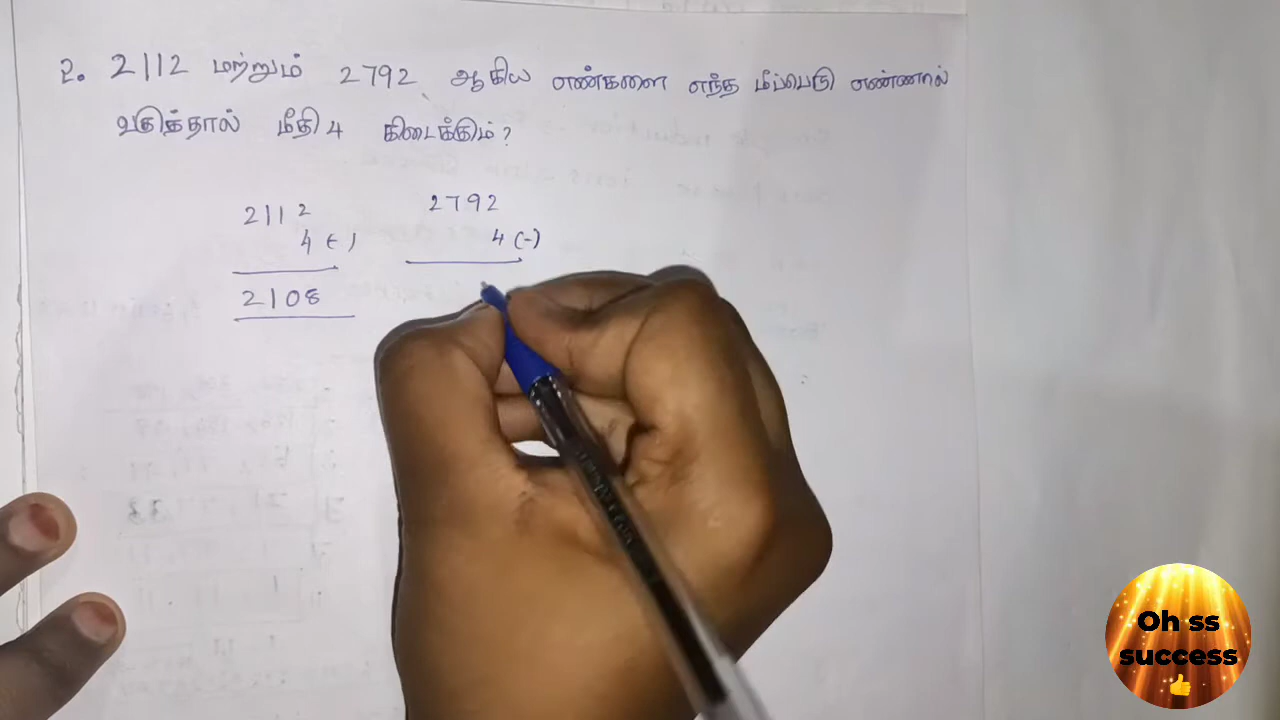 2. 2112 மற்றும் 2792 ஆகிய எண்களை எந்த மீப்பெரு எண்ணால்
வகுத்தால் மீதி 4 கிடைக்கும்?
2112 2792
4 (-) 4 (-)
2108
Oh ss
success